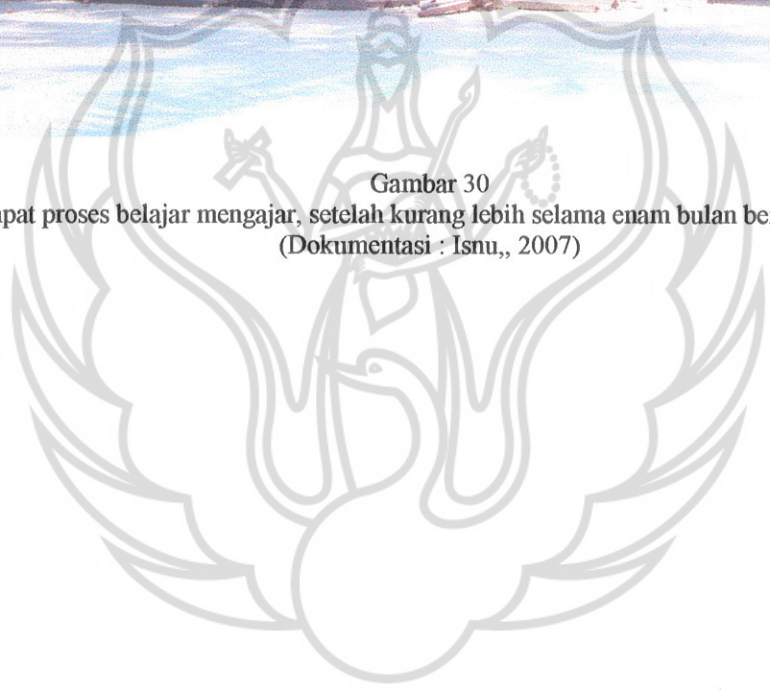 Gambar 30
proses belajar mengajar, setelah kurang lebih selama enam bulan
(Dokumentasi : Isnu,, 2007)